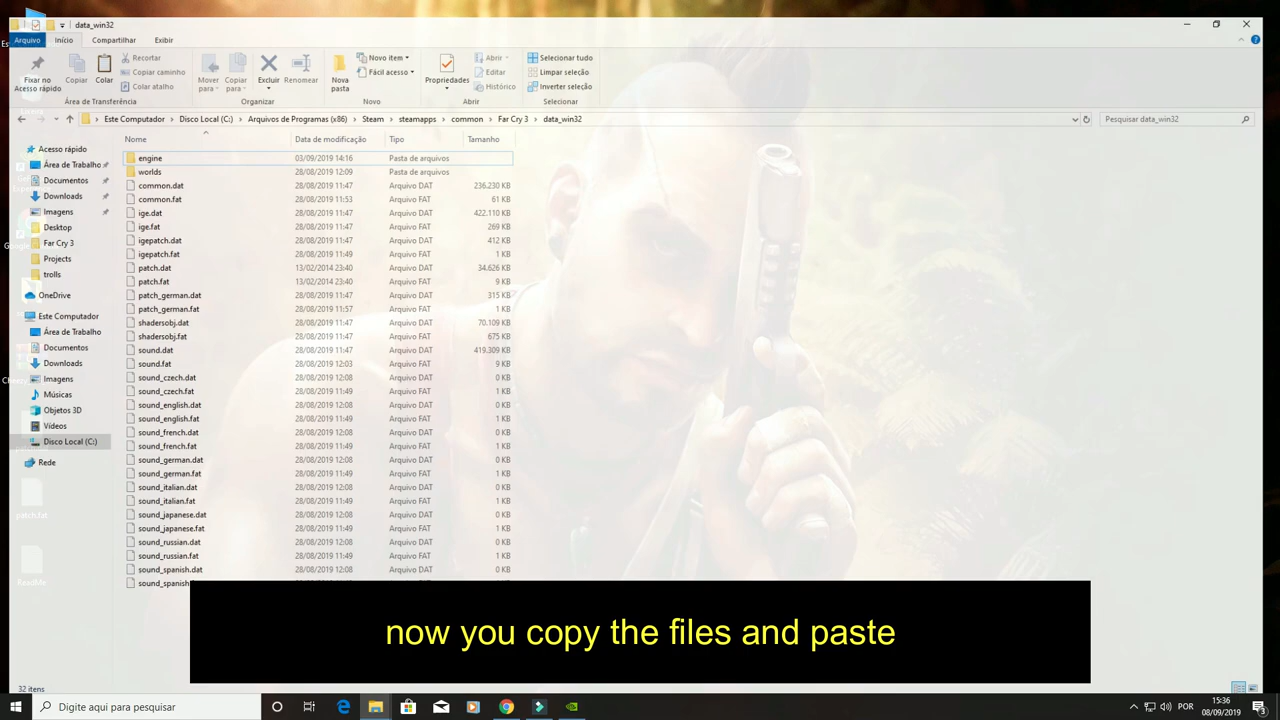 data_win32
Arquivo Início Compartilhar Exibir
Fixar no Acesso rápido
Copiar
Colar
Recortar
Copiar caminho
Colar atalho
Área de Transferência
Mover para
Copiar para
Excluir
Renomear
Organizar
Nova pasta
Novo item
Fácil acesso
Novo
Propriedades
Abrir
Editar
Histórico
Abrir
Selecionar tudo
Limpar seleção
Inverter seleção
Selecionar
Este Computador > Disco Local (C:) > Arquivos de Programas (x86) > Steam > steamapps > common > Far Cry 3 > data_win32
Pesquisar data_win32
Acesso rápido
Área de Trabalho
Documentos
Downloads
Imagens
Desktop
Far Cry 3
Projects
trolls
OneDrive
Este Computador
Área de Trabalho
Documentos
Downloads
Imagens
Músicas
Objetos 3D
Vídeos
Disco Local (C:)
Rede
patch.fat
ReadMe
Nome Data de modificação Tipo Tamanho
engine 03/09/2019 14:16 Pasta de arquivos
worlds 28/08/2019 12:09 Pasta de arquivos
common.dat 28/08/2019 11:47 Arquivo DAT 236.230 KB
common.fat 28/08/2019 11:53 Arquivo FAT 61 KB
ige.dat 28/08/2019 11:47 Arquivo DAT 422.110 KB
ige.fat 28/08/2019 11:47 Arquivo FAT 269 KB
igepatch.dat 28/08/2019 11:47 Arquivo DAT 412 KB
igepatch.fat 28/08/2019 11:49 Arquivo FAT 1 KB
patch.dat 13/02/2014 23:40 Arquivo DAT 34.626 KB
patch.fat 13/02/2014 23:40 Arquivo FAT 9 KB
patch_german.dat 28/08/2019 11:47 Arquivo DAT 315 KB
patch_german.fat 28/08/2019 11:57 Arquivo FAT 1 KB
shadersobj.dat 28/08/2019 11:47 Arquivo DAT 70.109 KB
shadersobj.fat 28/08/2019 11:47 Arquivo FAT 675 KB
sound.dat 28/08/2019 11:47 Arquivo DAT 419.309 KB
sound.fat 28/08/2019 12:03 Arquivo FAT 9 KB
sound_czech.dat 28/08/2019 12:08 Arquivo DAT 0 KB
sound_czech.fat 28/08/2019 11:49 Arquivo FAT 1 KB
sound_english.dat 28/08/2019 12:08 Arquivo DAT 0 KB
sound_english.fat 28/08/2019 11:49 Arquivo FAT 1 KB
sound_french.dat 28/08/2019 12:08 Arquivo DAT 0 KB
sound_french.fat 28/08/2019 11:49 Arquivo FAT 1 KB
sound_german.dat 28/08/2019 12:08 Arquivo DAT 0 KB
sound_german.fat 28/08/2019 11:49 Arquivo FAT 1 KB
sound_italian.dat 28/08/2019 12:08 Arquivo DAT 0 KB
sound_italian.fat 28/08/2019 11:49 Arquivo FAT 1 KB
sound_japanese.dat 28/08/2019 12:08 Arquivo DAT 0 KB
sound_japanese.fat 28/08/2019 11:49 Arquivo FAT 1 KB
sound_russian.dat 28/08/2019 12:08 Arquivo DAT 0 KB
sound_russian.fat 28/08/2019 11:49 Arquivo FAT 1 KB
sound_spanish.dat 28/08/2019 12:08 Arquivo DAT 0 KB
sound_spanish
now you copy the files and paste
32 itens
Digite aqui para pesquisar
POR
15:36
08/09/2019
3